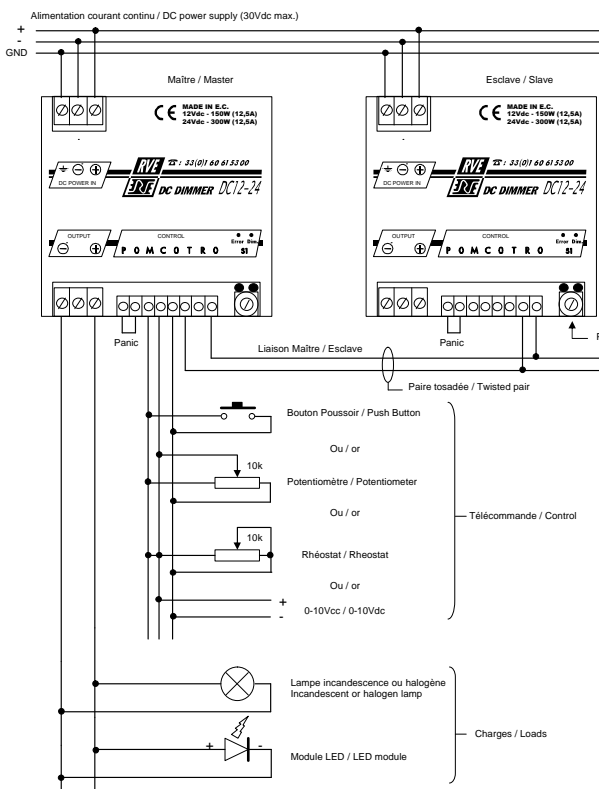 Alimentation courant continu / DC power supply (30Vdc max.)
+
-
GND
Maître / Master
MADE IN E.C.
12Vdc - 150W (12,5A)
24Vdc - 300W (12,5A)
RVE ☎ : 33(0)1 60 61 53 00
DC POWER IN
DC DIMMER DC12-24
OUTPUT
CONTROL
Error Dim.
P O M C O T R O S1
Panic
Esclave / Slave
MADE IN E.C.
12Vdc - 150W (12,5A)
24Vdc - 300W (12,5A)
RVE ☎ : 33(0)1 60 61 53 00
DC POWER IN
DC DIMMER DC12-24
OUTPUT
CONTROL
Error Dim.
P O M C O T R O S1
Panic
Liaison Maître / Esclave
Paire tosadée / Twisted pair
Bouton Poussoir / Push Button
Ou / or
10k
Potentiomètre / Potentiometer
Ou / or
10k
Rhéostat / Rheostat
Ou / or
+
0-10Vcc / 0-10Vdc
-
Télécommande / Control
Lampe incandescence ou halogène
Incandescent or halogen lamp
+ -
Module LED / LED module
Charges / Loads